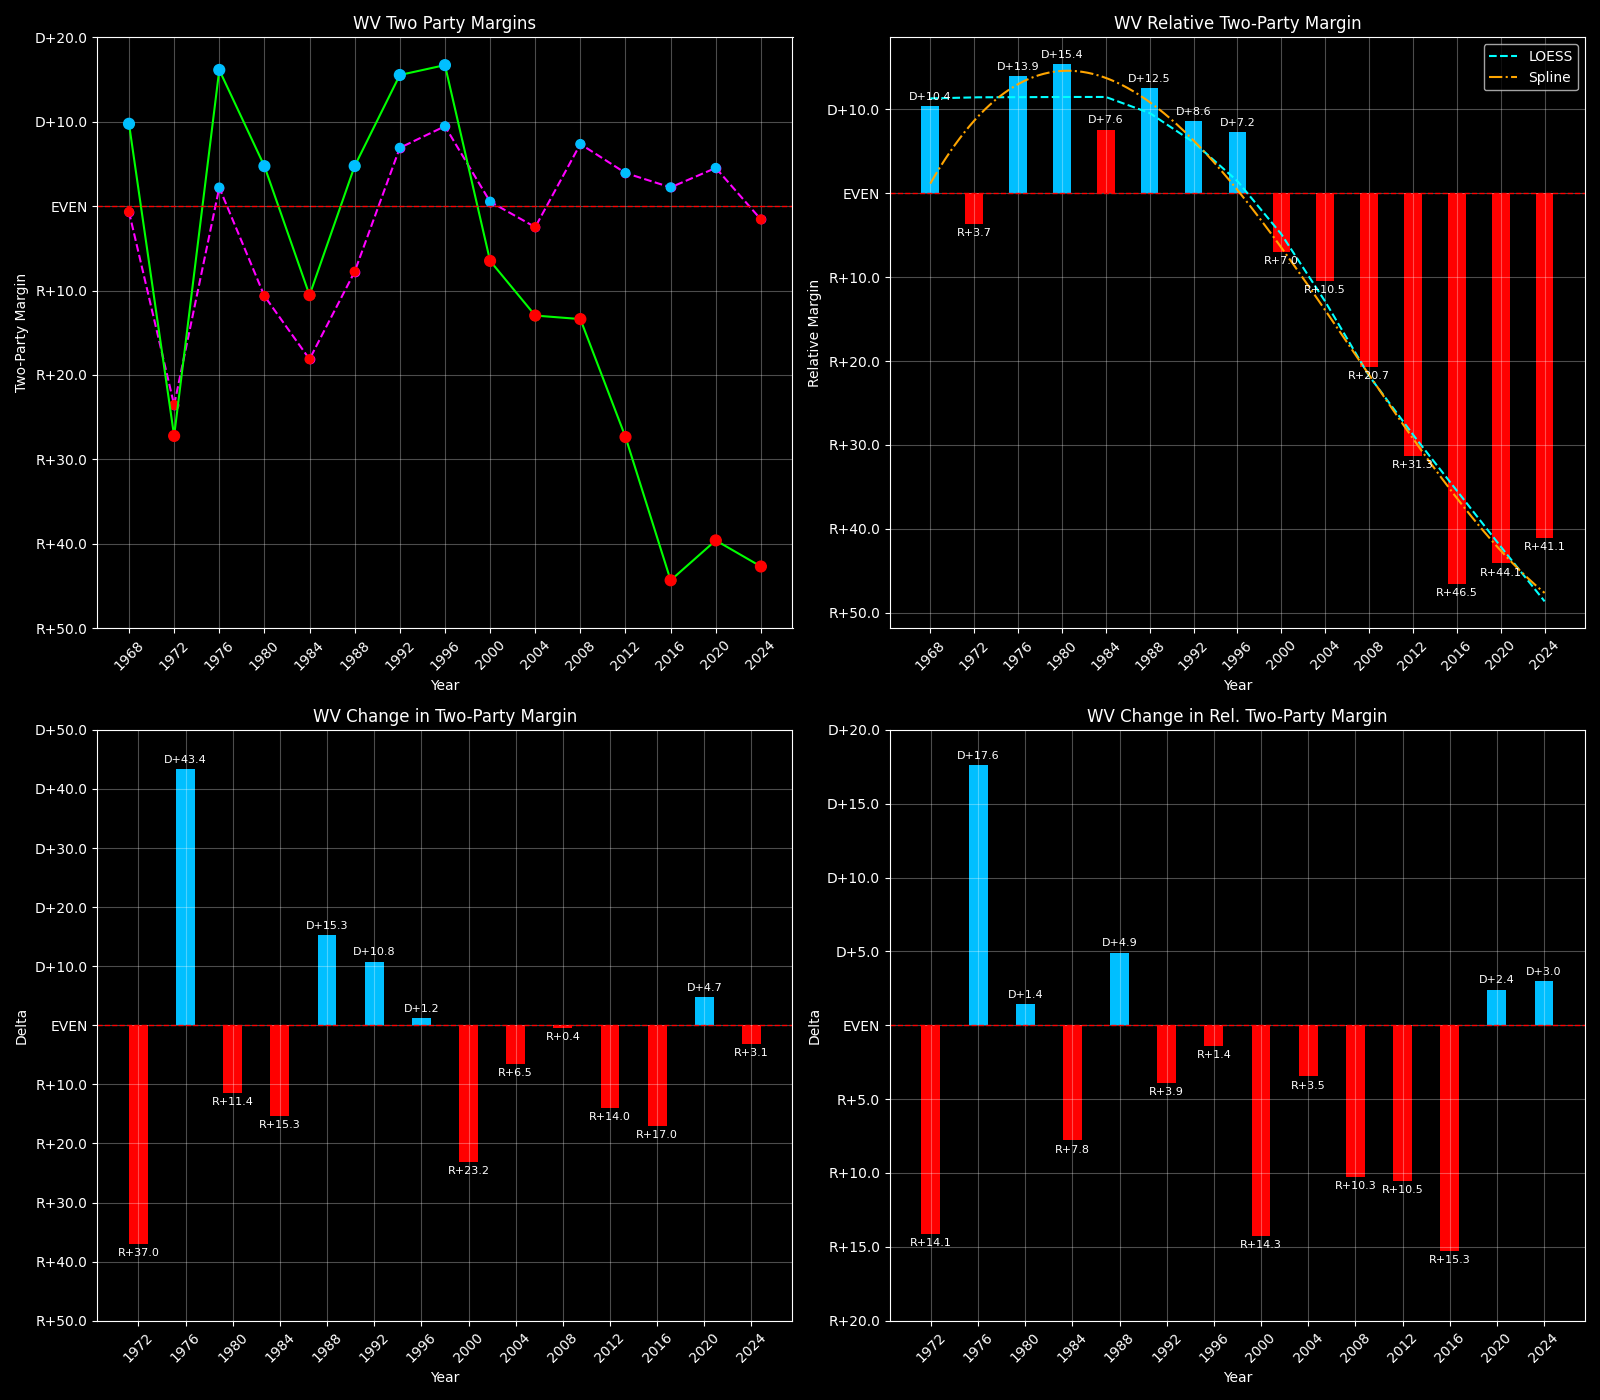 WV Two Party Margins
D+20.0
D+10.0
EVEN
R+10.0
R+20.0
R+30.0
R+40.0
R+50.0
Two-Party Margin
1968 1972 1976 1980 1984 1988 1992 1996 2000 2004 2008 2012 2016 2020 2024
Year
WV Relative Two-Party Margin
LOESS
Spline
D+10.0
EVEN
R+10.0
R+20.0
R+30.0
R+40.0
R+50.0
Relative Margin
D+10.4
R+3.7
D+13.9
D+15.4
D+7.6
D+12.5
D+8.6
D+7.2
R+7.0
R+10.5
R+20.7
R+31.3
R+46.5
R+44.1
R+41.1
1968 1972 1976 1980 1984 1988 1992 1996 2000 2004 2008 2012 2016 2020 2024
Year
WV Change in Two-Party Margin
D+50.0
D+40.0
D+30.0
D+20.0
D+10.0
EVEN
R+10.0
R+20.0
R+30.0
R+40.0
R+50.0
Delta
R+37.0
D+43.4
R+11.4
R+15.3
D+15.3
D+10.8
D+1.2
R+23.2
R+6.5
R+0.4
R+14.0
R+17.0
D+4.7
R+3.1
1972 1976 1980 1984 1988 1992 1996 2000 2004 2008 2012 2016 2020 2024
Year
WV Change in Rel. Two-Party Margin
D+20.0
D+15.0
D+10.0
D+5.0
EVEN
R+5.0
R+10.0
R+15.0
R+20.0
Delta
R+14.1
D+17.6
D+1.4
R+7.8
D+4.9
R+3.9
R+1.4
R+14.3
R+3.5
R+10.3
R+10.5
R+15.3
D+2.4
D+3.0
1972 1976 1980 1984 1988 1992 1996 2000 2004 2008 2012 2016 2020 2024
Year